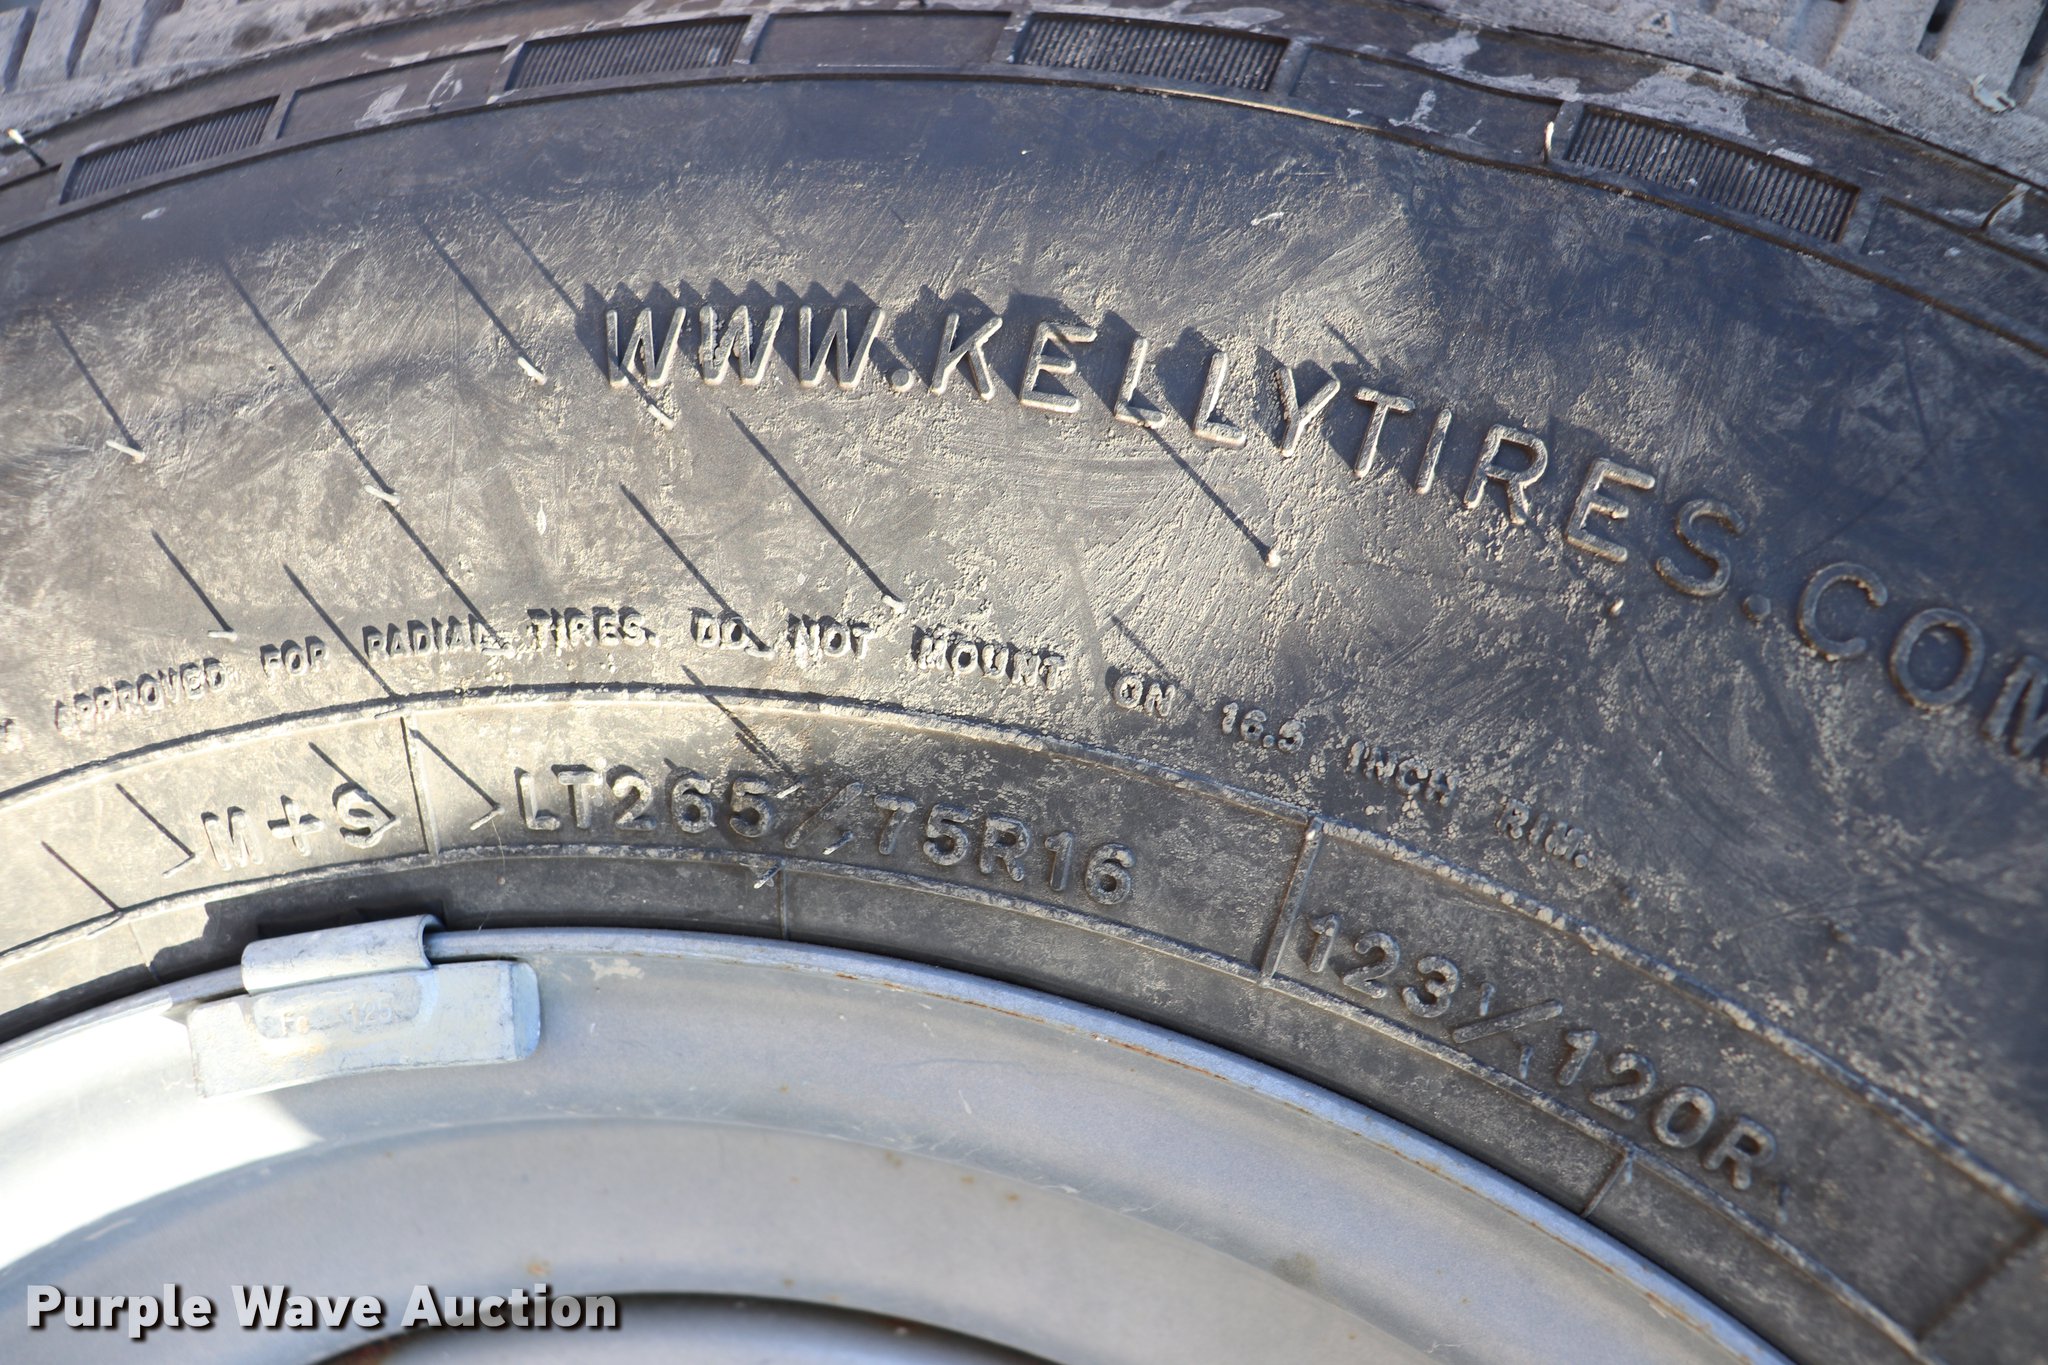 WWW.KELLYTIRES.COM
APPROVED FOR RADIAL TIRES. DO NOT MOUNT ON 16.5 INCH RIM.
M+S LT265/75R16 123/120R
Purple Wave Auction